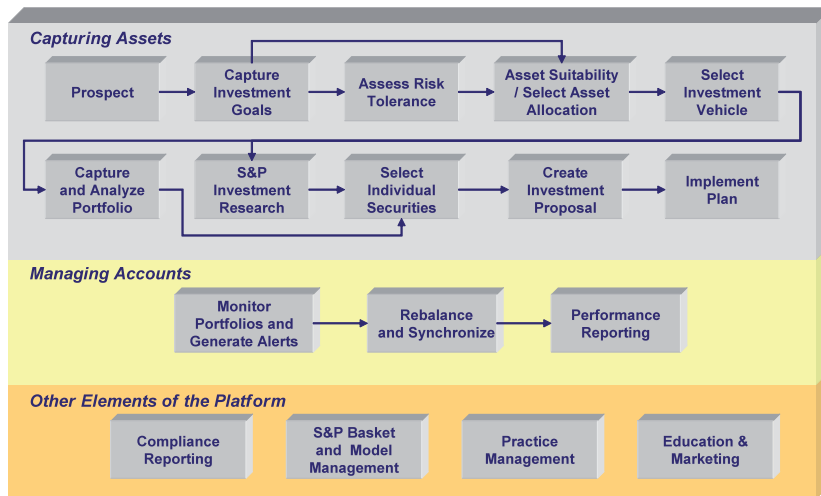 Capturing Assets
Prospect
Capture
Investment
Goals
Assess Risk
Tolerance
Asset Suitability
/ Select Asset
Allocation
Select
Investment
Vehicle
Capture
and Analyze
Portfolio
S&P
Investment
Research
Select
Individual
Securities
Create
Investment
Proposal
Implement
Plan
Managing Accounts
Monitor
Portfolios and
Generate Alerts
Rebalance
and Synchronize
Performance
Reporting
Other Elements of the Platform
Compliance
Reporting
S&P Basket
and Model
Management
Practice
Management
Education &
Marketing